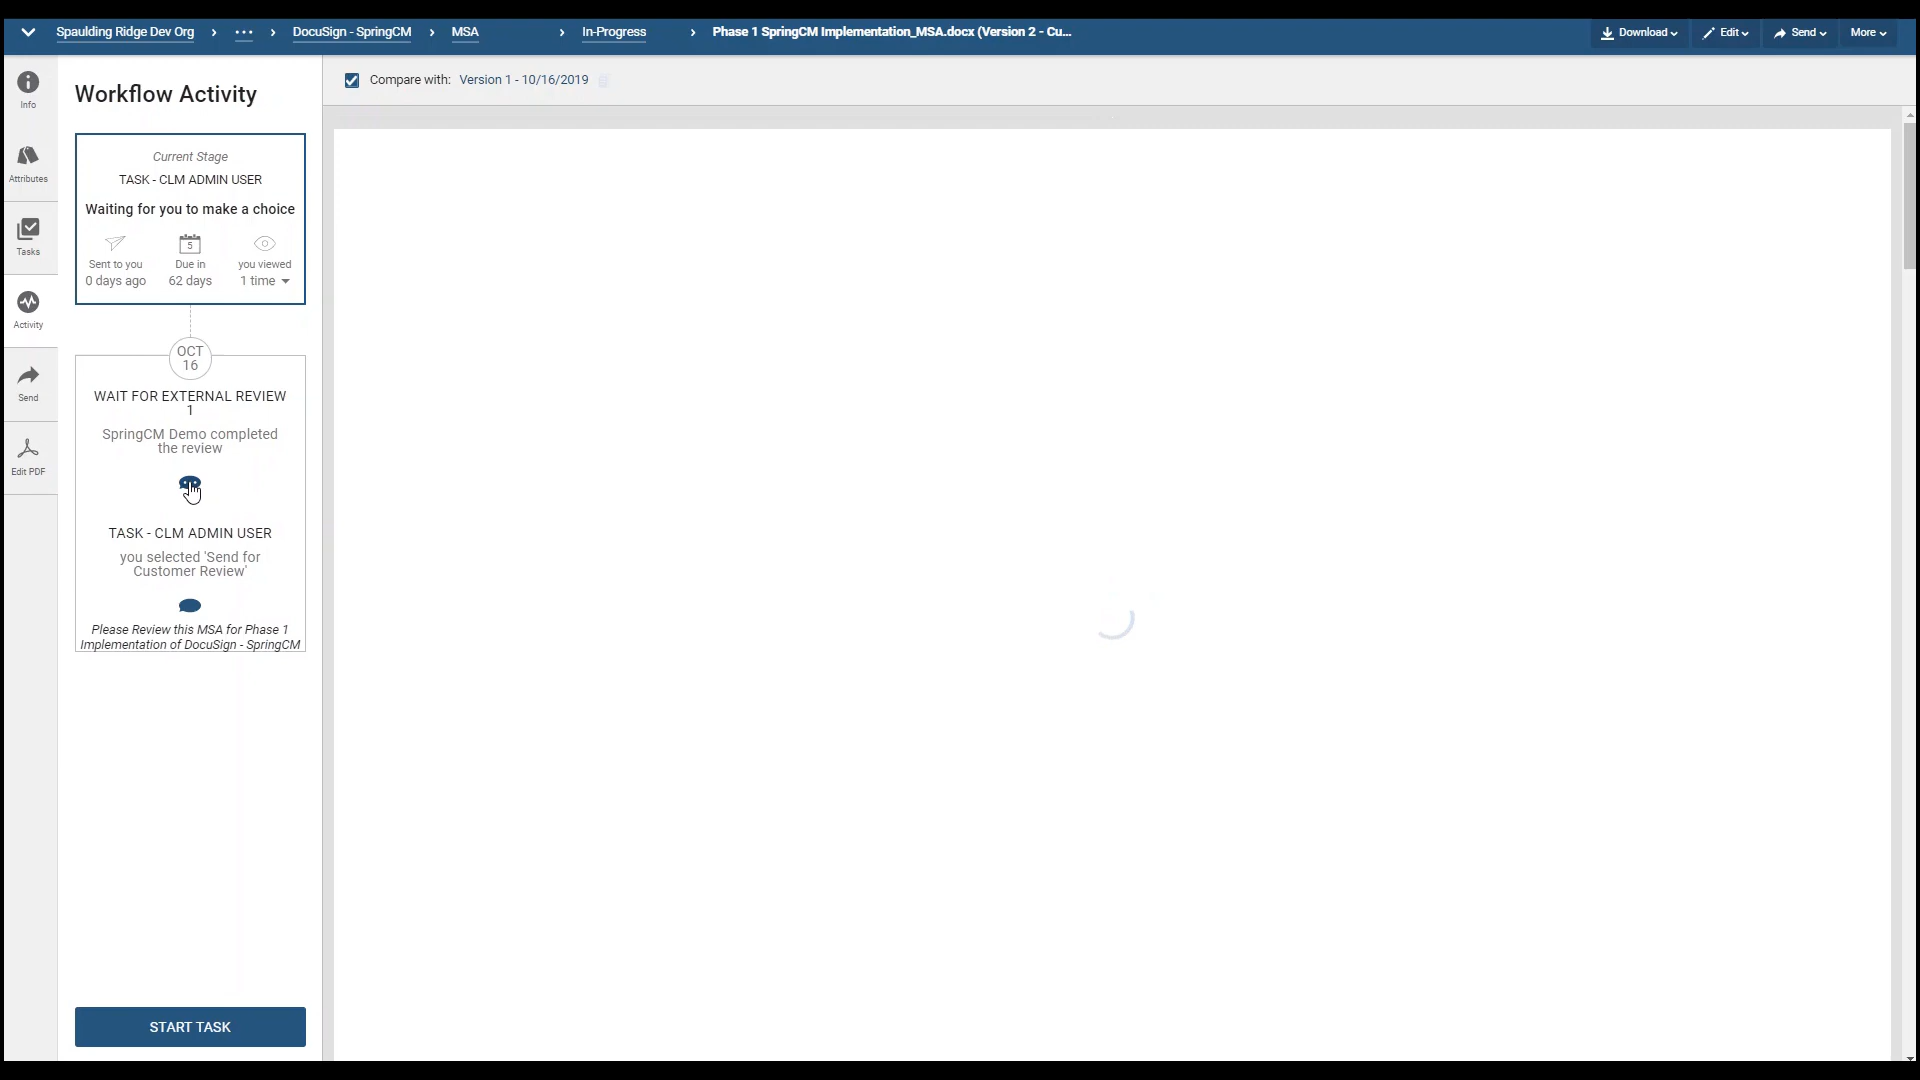 Spaulding Ridge Dev Org › ··· › DocuSign - SpringCM › MSA › In-Progress › Phase 1 SpringCM Implementation_MSA.docx (Version 2 - Cu...
Download
Edit
Send
More
Info
Attributes
Tasks
Activity
Send
Edit PDF
Workflow Activity
Current Stage
TASK - CLM ADMIN USER
Waiting for you to make a choice
Sent to you
0 days ago
5
Due in
62 days
you viewed
1 time
OCT
16
WAIT FOR EXTERNAL REVIEW
1
SpringCM Demo completed
the review
TASK - CLM ADMIN USER
you selected 'Send for
Customer Review'
Please Review this MSA for Phase 1
Implementation of DocuSign - SpringCM
START TASK
Compare with: Version 1 - 10/16/2019